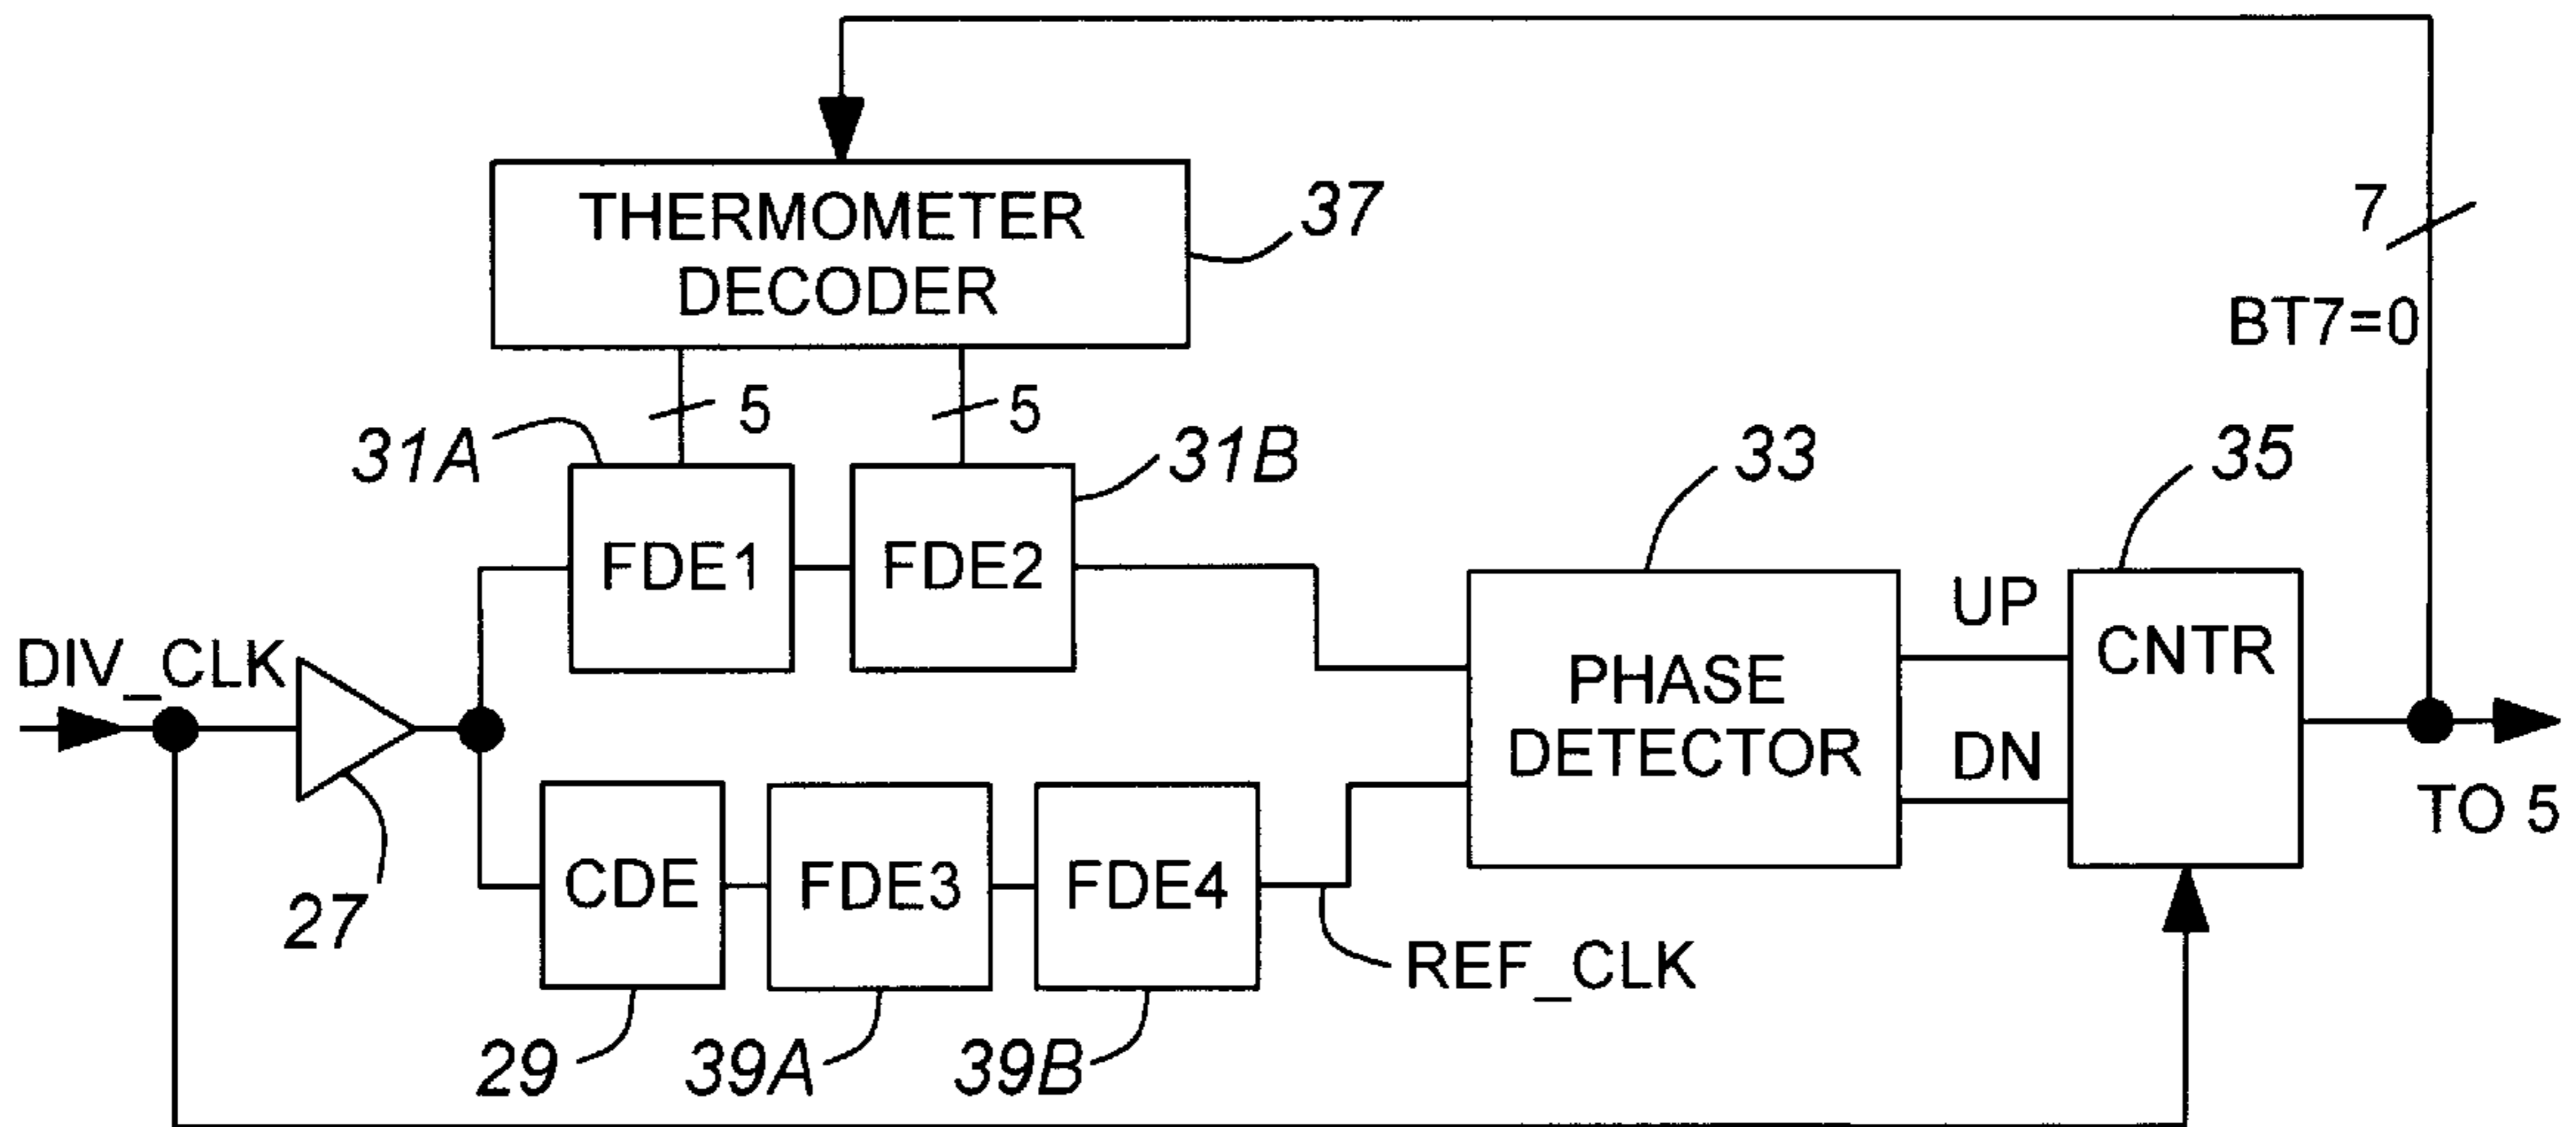 THERMOMETER
DECODER
37
7
BT7=0
5
5
31A
31B
33
35
FDE1
FDE2
UP
CNTR
DIV_CLK
PHASE
DETECTOR
DN
TO 5
CDE
FDE3
FDE4
27
REF_CLK
29
39A
39B